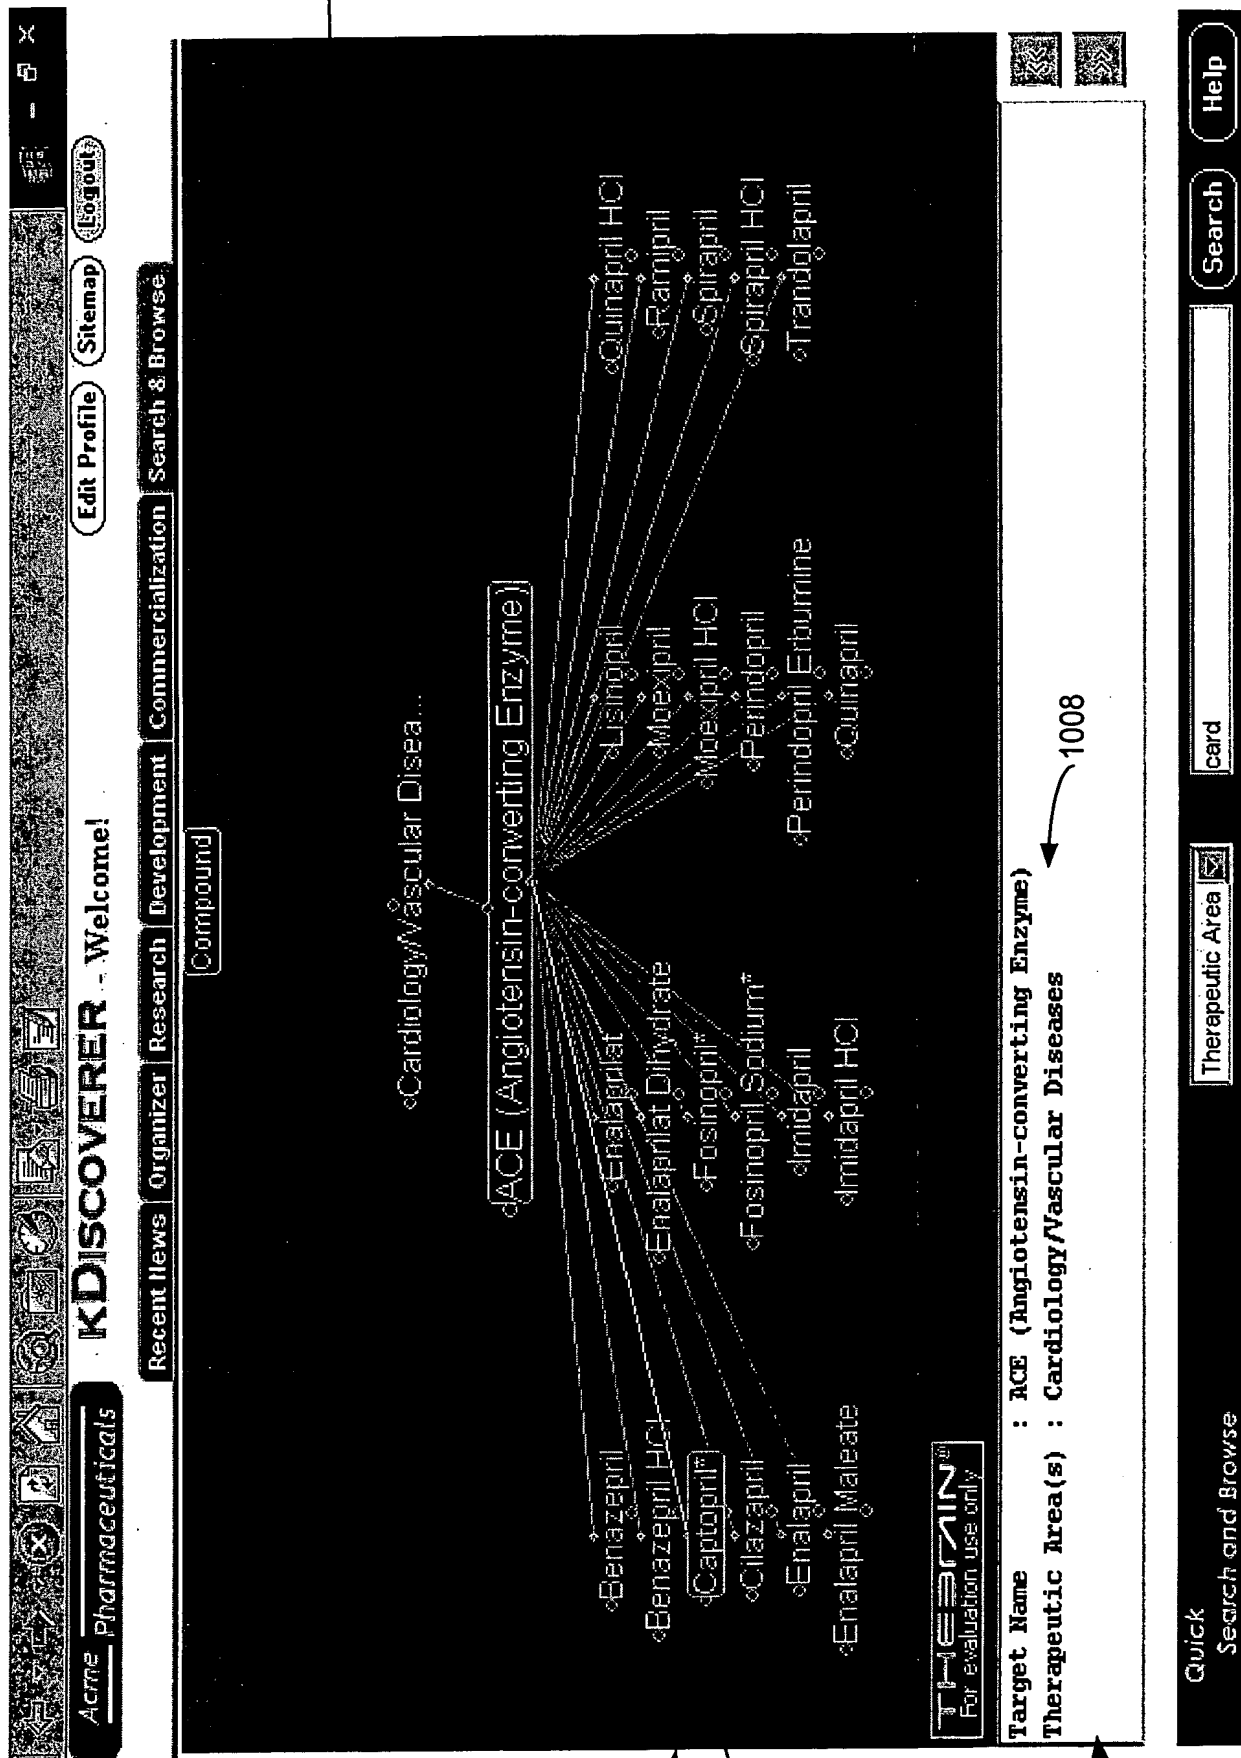 Acme
Pharmaceuticals
KDISCOVERER - Welcome!
Edit Profile
Sitemap
Logout
Recent News
Organizer
Research
Development
Commercialization
Search & Browse
Compound
Cardiology/Vascular Disea...
ACE (Angiotensin-converting Enzyme)
Benazepril
Benazepril HCl
Captopril*
Cilazapril
Enalapril
Enalapril Maleate
Enalaprilat
Enalaprilat Dihydrate
Fosinopril*
Fosinopril Sodium*
Imidapril
Imidapril HCl
Lisinopril
Moexipril
Moexipril HCl
Perindopril
Perindopril Erbumine
Quinapril
Quinapril HCl
Ramipril
Spirapril
Spirapril HCl
Trandolapril
THEBRAIN®
For evaluation use only
Target Name : ACE (Angiotensin-converting Enzyme)
Therapeutic Area(s) : Cardiology/Vascular Diseases
1008
Quick
Search and Browse
Therapeutic Area
card
Search
Help